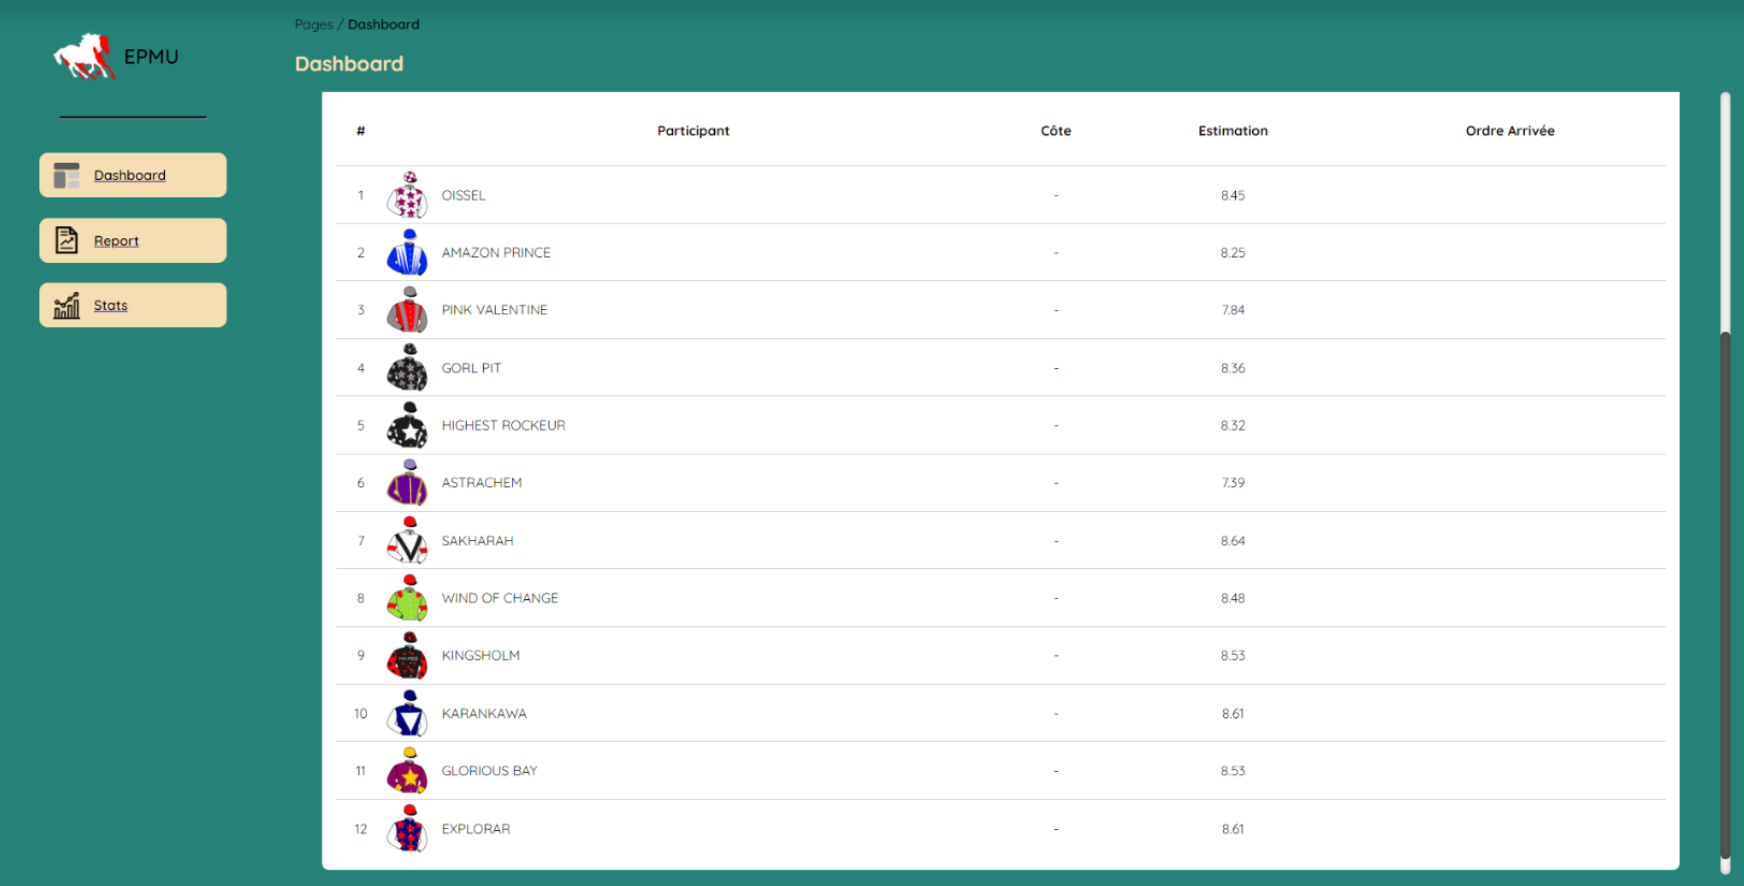 EPMU
Dashboard
Report
Stats
Pages / Dashboard
Dashboard
# Participant Côte Estimation Ordre Arrivée
1 OISSEL - 8.45
2 AMAZON PRINCE - 8.25
3 PINK VALENTINE - 7.84
4 GORL PIT - 8.36
5 HIGHEST ROCKEUR - 8.32
6 ASTRACHEM - 7.39
7 SAKHARAH - 8.64
8 WIND OF CHANGE - 8.48
9 KINGSHOLM - 8.53
10 KARANKAWA - 8.61
11 GLORIOUS BAY - 8.53
12 EXPLORAR - 8.61